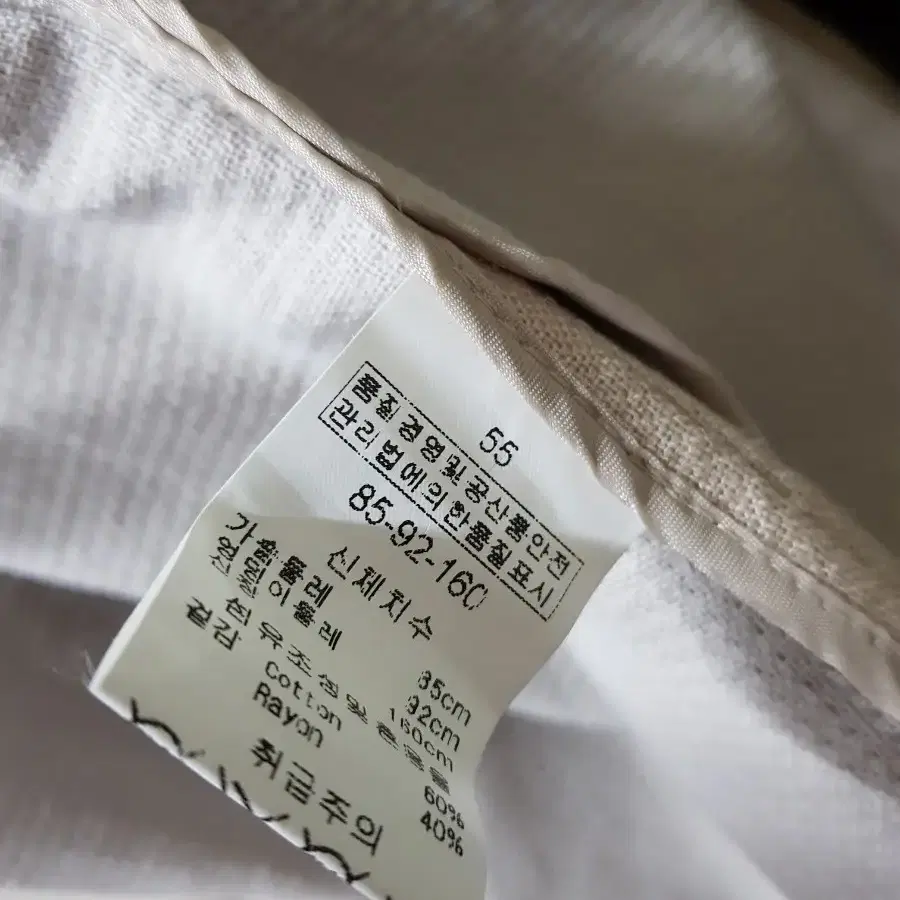 55
품질경영및공산품안전
관리법에의한품질표시
85-92-160
신체치수
가슴둘레 85cm
엉덩이둘레 92cm
신장 160cm
겉감 섬유조성및혼용율
Cotton 60%
Rayon 40%
취급주의